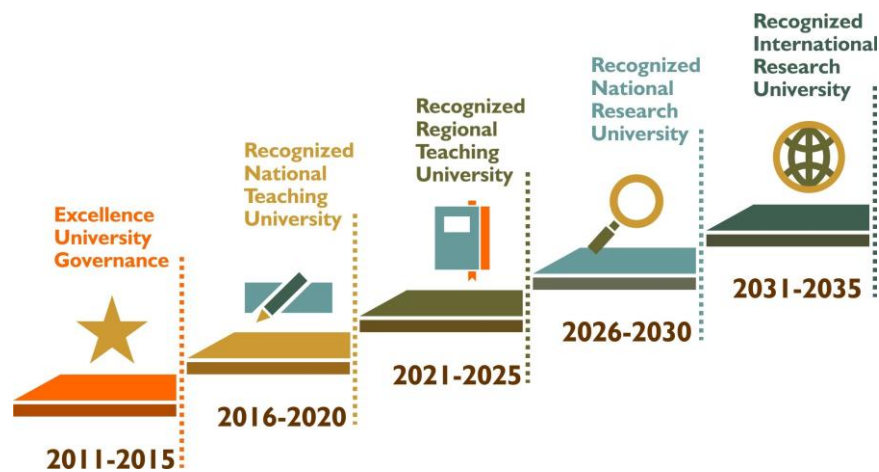 Excellence
University
Governance
2011-2015
Recognized
National
Teaching
University
2016-2020
Recognized
Regional
Teaching
University
2021-2025
Recognized
National
Research
University
2026-2030
Recognized
International
Research
University
2031-2035